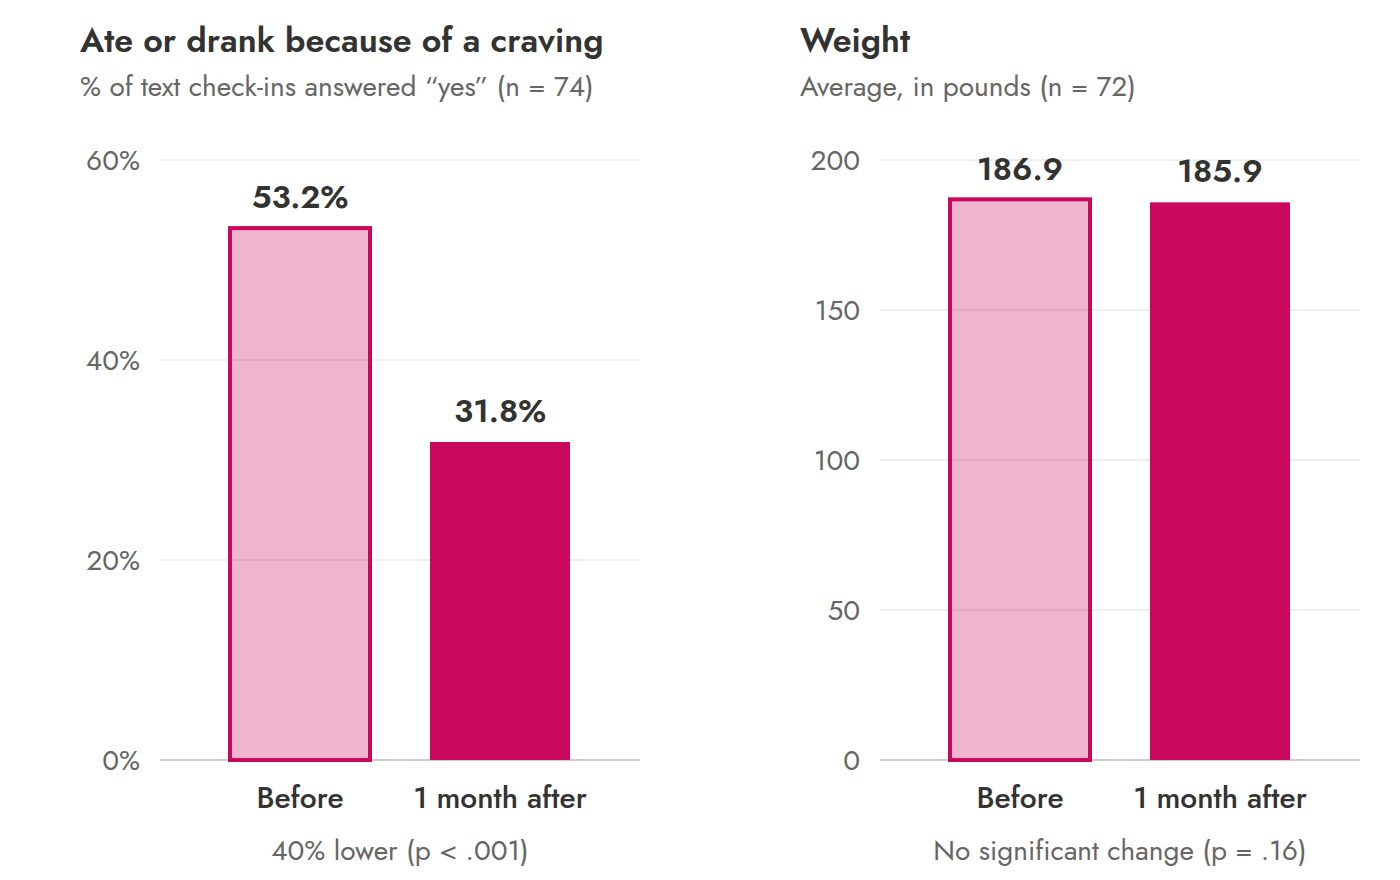 Ate or drank because of a craving
% of text check-ins answered “yes” (n = 74)
60%
53.2%
40%
31.8%
20%
0%
Before
1 month after
40% lower (p < .001)
Weight
Average, in pounds (n = 72)
200
186.9
185.9
150
100
50
0
Before
1 month after
No significant change (p = .16)